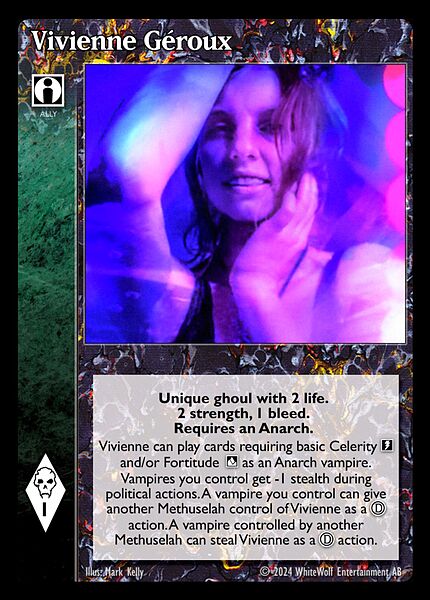 Vivienne Géroux
ALLY
Unique ghoul with 2 life.
2 strength, 1 bleed.
Requires an Anarch.
Vivienne can play cards requiring basic Celerity
and/or Fortitude as an Anarch vampire.
Vampires you control get -1 stealth during
political actions. A vampire you control can give
another Methuselah control of Vivienne as a Ⓓ
action. A vampire controlled by another
Methuselah can steal Vivienne as a Ⓓ action.
1
Illus: Mark Kelly
© 2024 WhiteWolf Entertainment AB